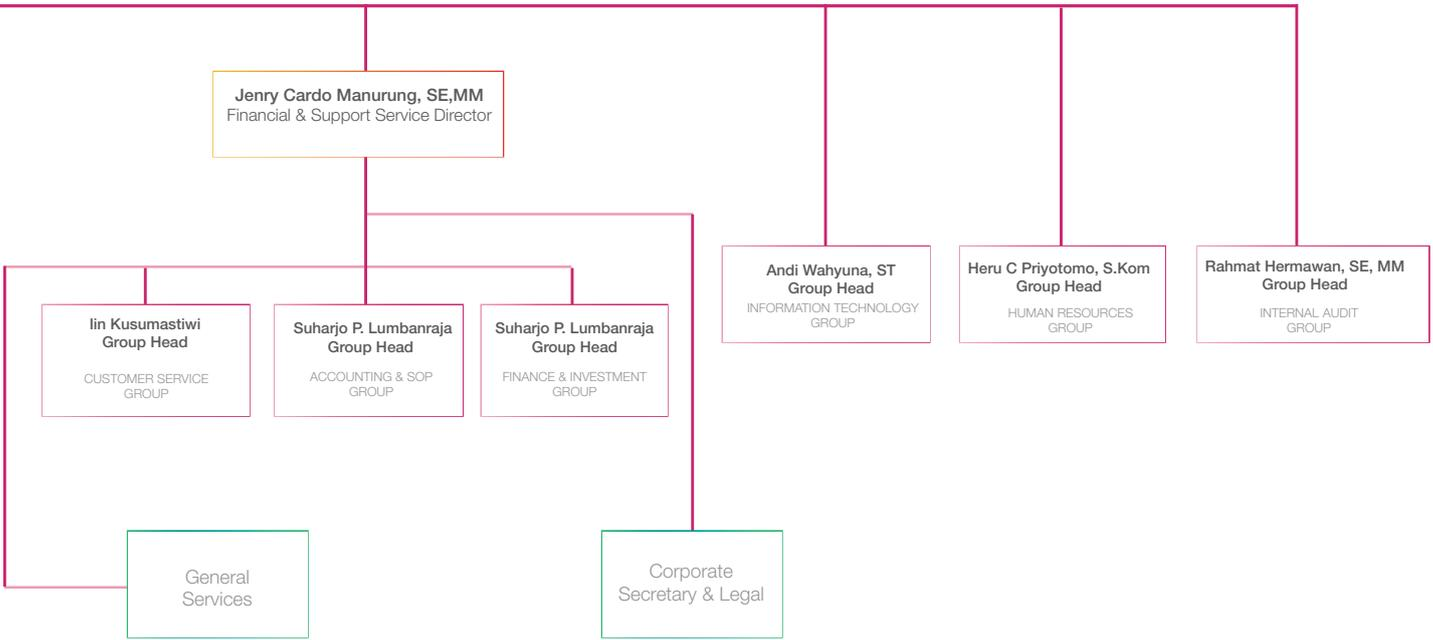 Jenry Cardo Manurung, SE,MM
Financial & Support Service Director
Andi Wahyuna, ST
Group Head
INFORMATION TECHNOLOGY
GROUP
Heru C Priyotomo, S.Kom
Group Head
HUMAN RESOURCES
GROUP
Rahmat Hermawan, SE, MM
Group Head
INTERNAL AUDIT
GROUP
Iin Kusumastiwi
Group Head
CUSTOMER SERVICE
GROUP
Suharjo P. Lumbanraja
Group Head
ACCOUNTING & SOP
GROUP
Suharjo P. Lumbanraja
Group Head
FINANCE & INVESTMENT
GROUP
General
Services
Corporate
Secretary & Legal